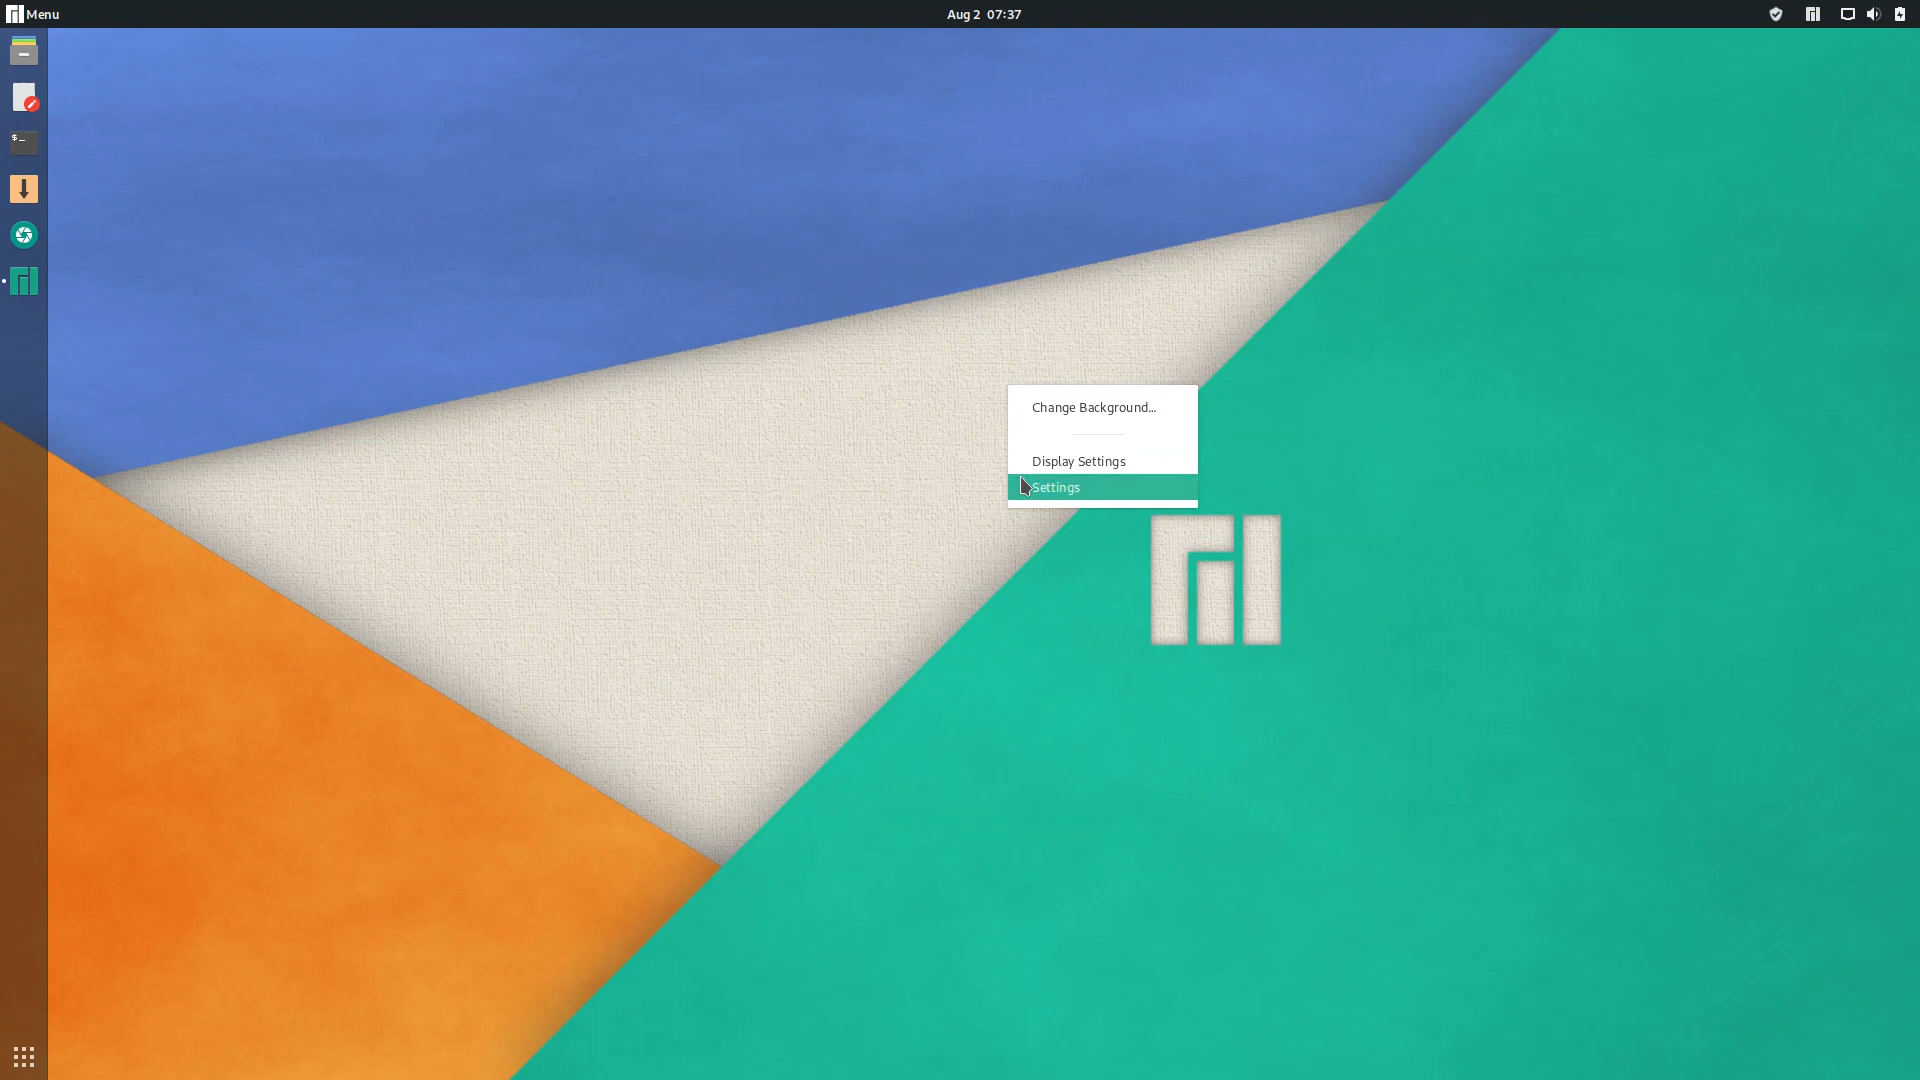 Menu
Aug 2 07:37
$_
Change Background...
Display Settings
Settings